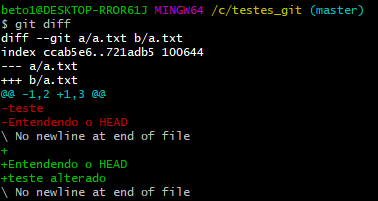 beto1@DESKTOP-RROR61J MINGW64 /c/testes_git (master)
$ git diff
diff --git a/a.txt b/a.txt
index ccab5e6..721adb5 100644
--- a/a.txt
+++ b/a.txt
@@ -1,2 +1,3 @@
-teste
-Entendendo o HEAD
\ No newline at end of file
+
+Entendendo o HEAD
+teste alterado
\ No newline at end of file